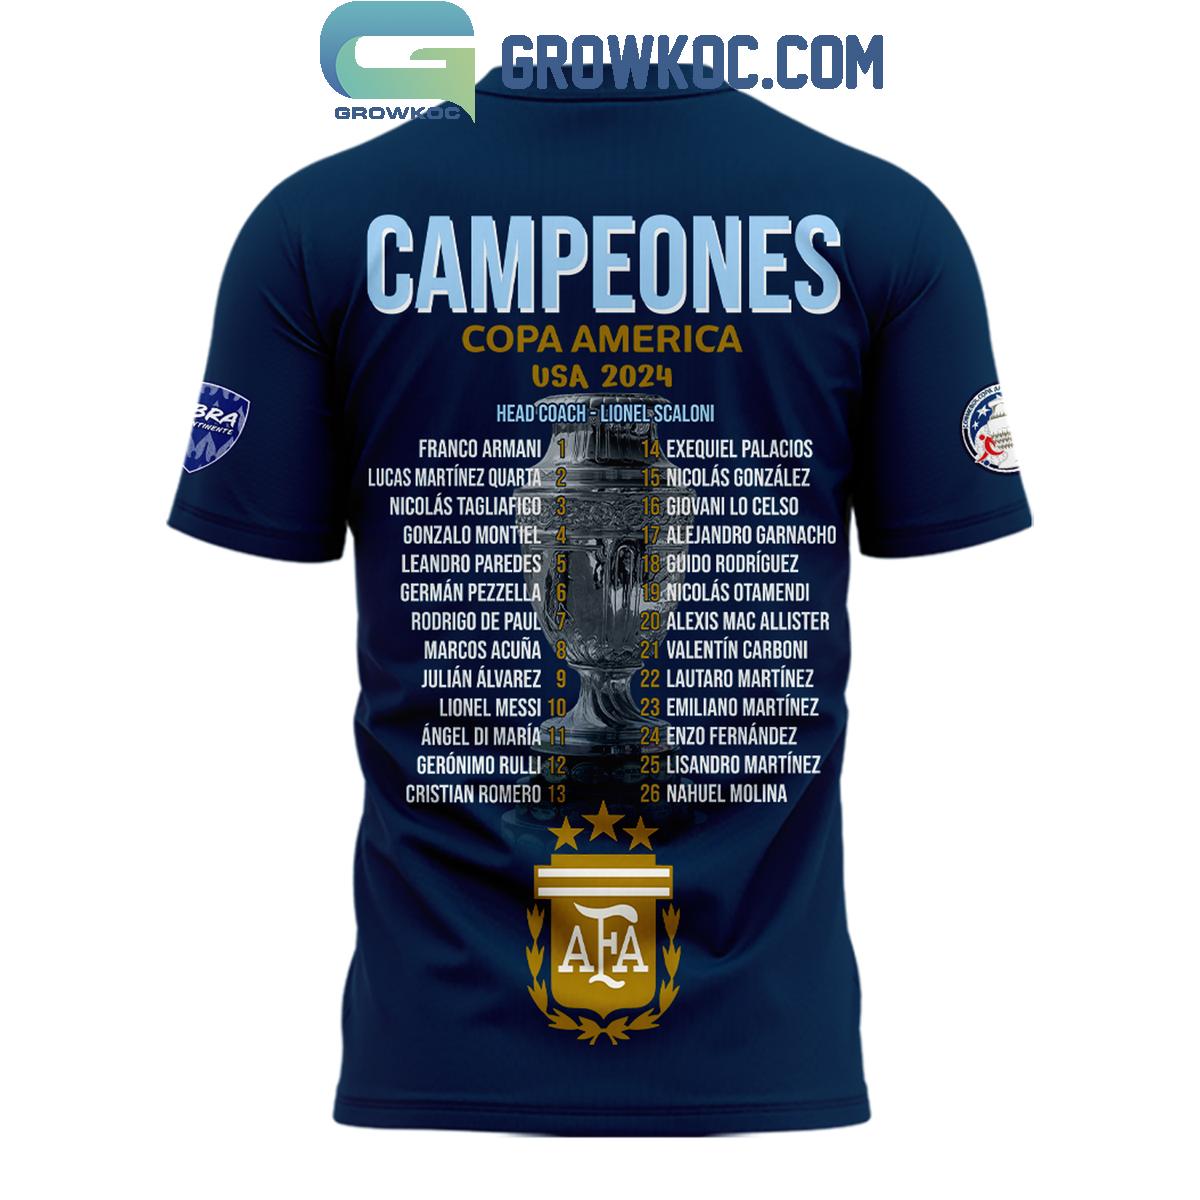 GROWKOC
GROWKOC.COM
CAMPEONES
COPA AMERICA
USA 2024
HEAD COACH - LIONEL SCALONI
FRANCO ARMANI 1
LUCAS MARTÍNEZ QUARTA 2
NICOLÁS TAGLIAFICO 3
GONZALO MONTIEL 4
LEANDRO PAREDES 5
GERMÁN PEZZELLA 6
RODRIGO DE PAUL 7
MARCOS ACUÑA 8
JULIÁN ÁLVAREZ 9
LIONEL MESSI 10
ÁNGEL DI MARÍA 11
GERÓNIMO RULLI 12
CRISTIAN ROMERO 13
14 EXEQUIEL PALACIOS
15 NICOLÁS GONZÁLEZ
16 GIOVANI LO CELSO
17 ALEJANDRO GARNACHO
18 GUIDO RODRÍGUEZ
19 NICOLÁS OTAMENDI
20 ALEXIS MAC ALLISTER
21 VALENTÍN CARBONI
22 LAUTARO MARTÍNEZ
23 EMILIANO MARTÍNEZ
24 ENZO FERNÁNDEZ
25 LISANDRO MARTÍNEZ
26 NAHUEL MOLINA
AFA